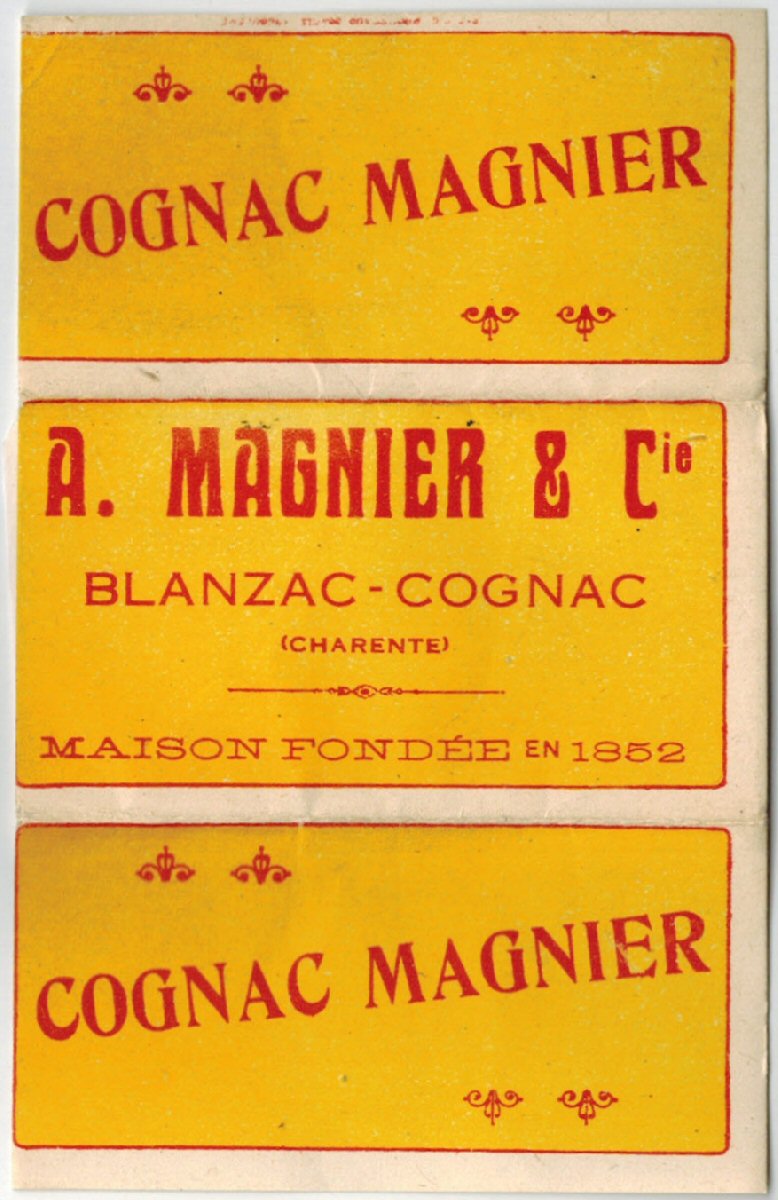 COGNAC MAGNIER
A. MAGNIER & Cie
BLANZAC - COGNAC
(CHARENTE)
MAISON FONDÉE EN 1852
COGNAC MAGNIER